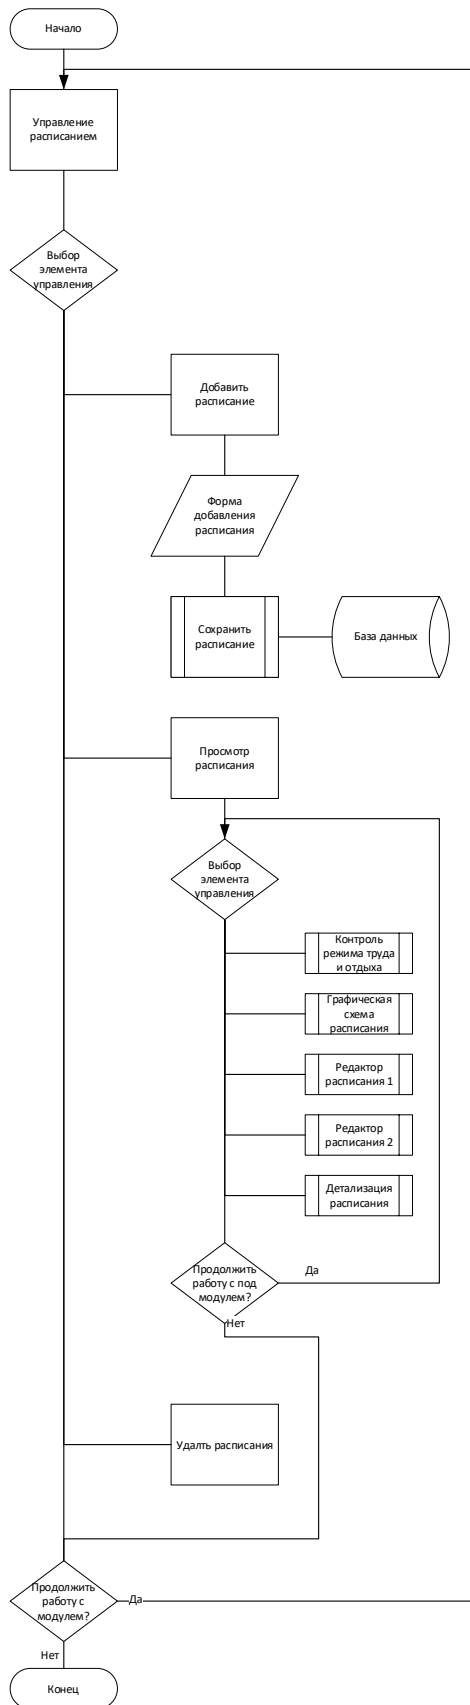 Начало
Управление
расписанием
Выбор
элемента
управления
Добавить
расписание
Форма
добавления
расписания
Сохранить
расписание
База данных
Просмотр
расписания
Выбор
элемента
управления
Контроль
режима труда
и отдыха
Графическая
схема
расписания
Редактор
расписания 1
Редактор
расписания 2
Детализация
расписания
Продолжить
работу с под
модулем?
Да
Нет
Удалть расписания
Продолжить
работу с
модулем?
Да
Нет
Конец